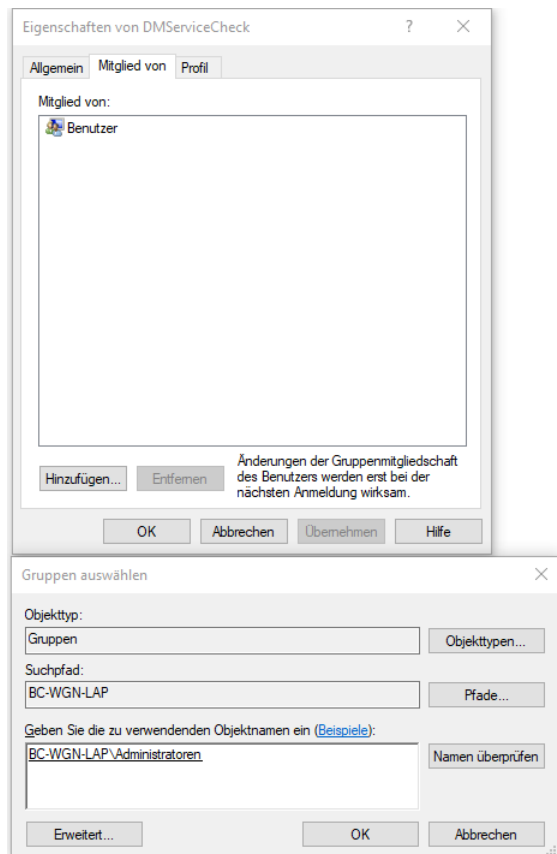 Eigenschaften von DMServiceCheck
?
Allgemein Mitglied von Profil
Mitglied von:
Benutzer
Hinzufügen... Entfernen
Änderungen der Gruppenmitgliedschaft
des Benutzers werden erst bei der
nächsten Anmeldung wirksam.
OK Abbrechen Übernehmen Hilfe
Gruppen auswählen
Objekttyp:
Gruppen Objekttypen...
Suchpfad:
BC-WGN-LAP Pfade...
Geben Sie die zu verwendenden Objektnamen ein (Beispiele):
BC-WGN-LAP\Administratoren Namen überprüfen
Erweitert... OK Abbrechen